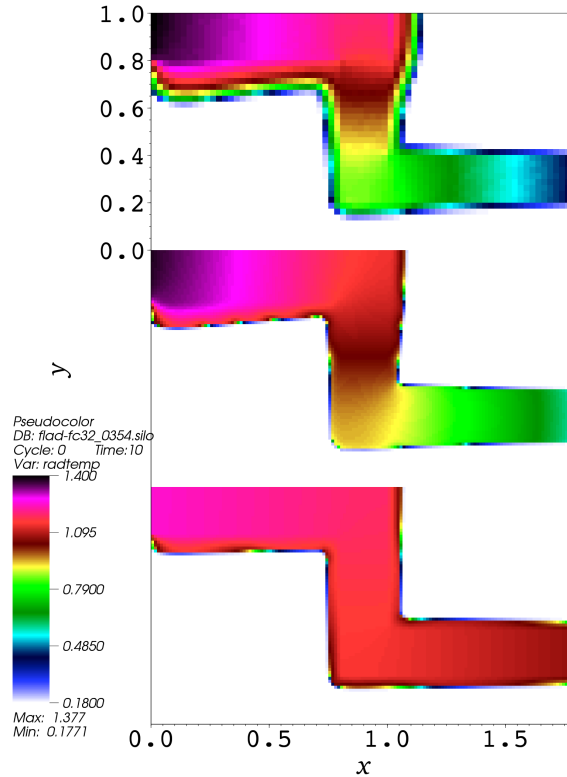 1.0
0.8
0.6
0.4
0.2
0.0
y
Pseudocolor
DB: flad-fc32_0354.silo
Cycle: 0 Time:10
Var: radtemp
1.400
1.095
0.7900
0.4850
0.1800
Max: 1.377
Min: 0.1771
0.0 0.5 1.0 1.5
x